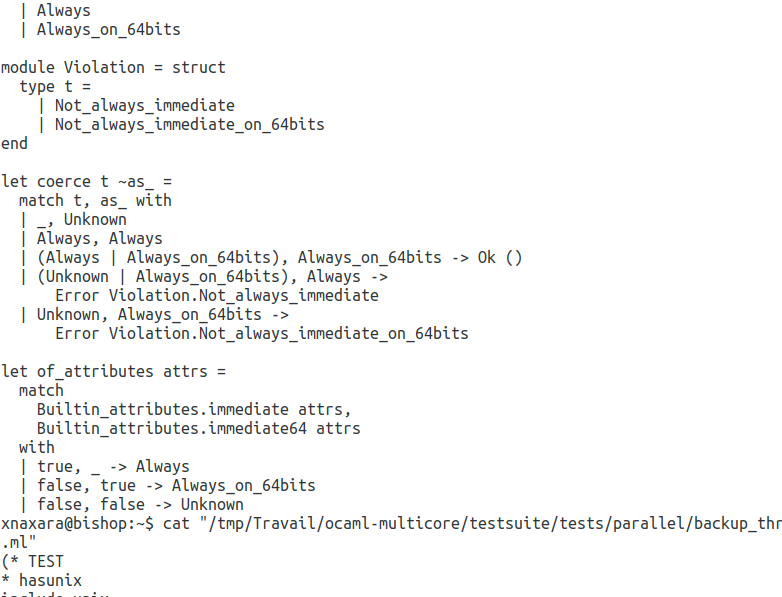 | Always
  | Always_on_64bits

module Violation = struct
  type t =
    | Not_always_immediate
    | Not_always_immediate_on_64bits
end

let coerce t ~as_ =
  match t, as_ with
  | _, Unknown
  | Always, Always
  | (Always | Always_on_64bits), Always_on_64bits -> Ok ()
  | (Unknown | Always_on_64bits), Always ->
      Error Violation.Not_always_immediate
  | Unknown, Always_on_64bits ->
      Error Violation.Not_always_immediate_on_64bits

let of_attributes attrs =
  match
    Builtin_attributes.immediate attrs,
    Builtin_attributes.immediate64 attrs
  with
  | true, _ -> Always
  | false, true -> Always_on_64bits
  | false, false -> Unknown
xnaxara@bishop:~$ cat "/tmp/Travail/ocaml-multicore/testsuite/tests/parallel/backup_thr
.ml"
(* TEST
* hasunix